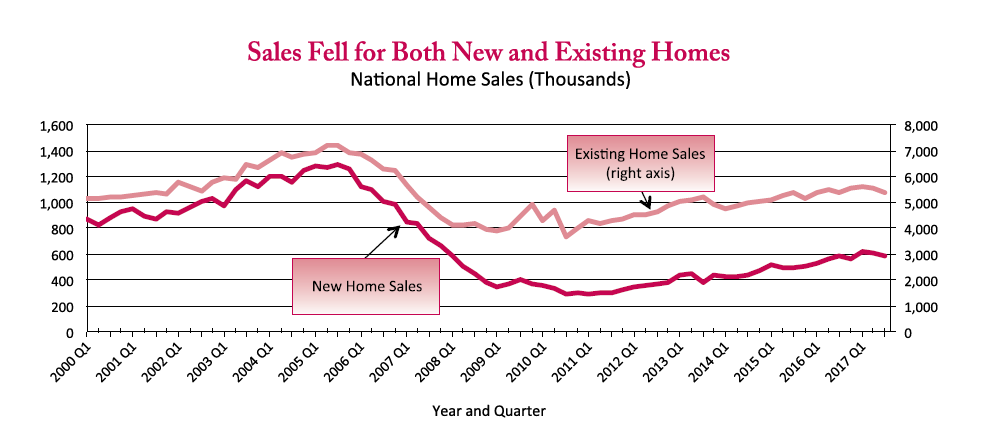 Sales Fell for Both New and Existing Homes
National Home Sales (Thousands)
1,600
1,400
1,200
1,000
800
600
400
200
0
8,000
7,000
6,000
5,000
4,000
3,000
2,000
1,000
0
Existing Home Sales
(right axis)
New Home Sales
2000 Q1
2001 Q1
2002 Q1
2003 Q1
2004 Q1
2005 Q1
2006 Q1
2007 Q1
2008 Q1
2009 Q1
2010 Q1
2011 Q1
2012 Q1
2013 Q1
2014 Q1
2015 Q1
2016 Q1
2017 Q1
Year and Quarter